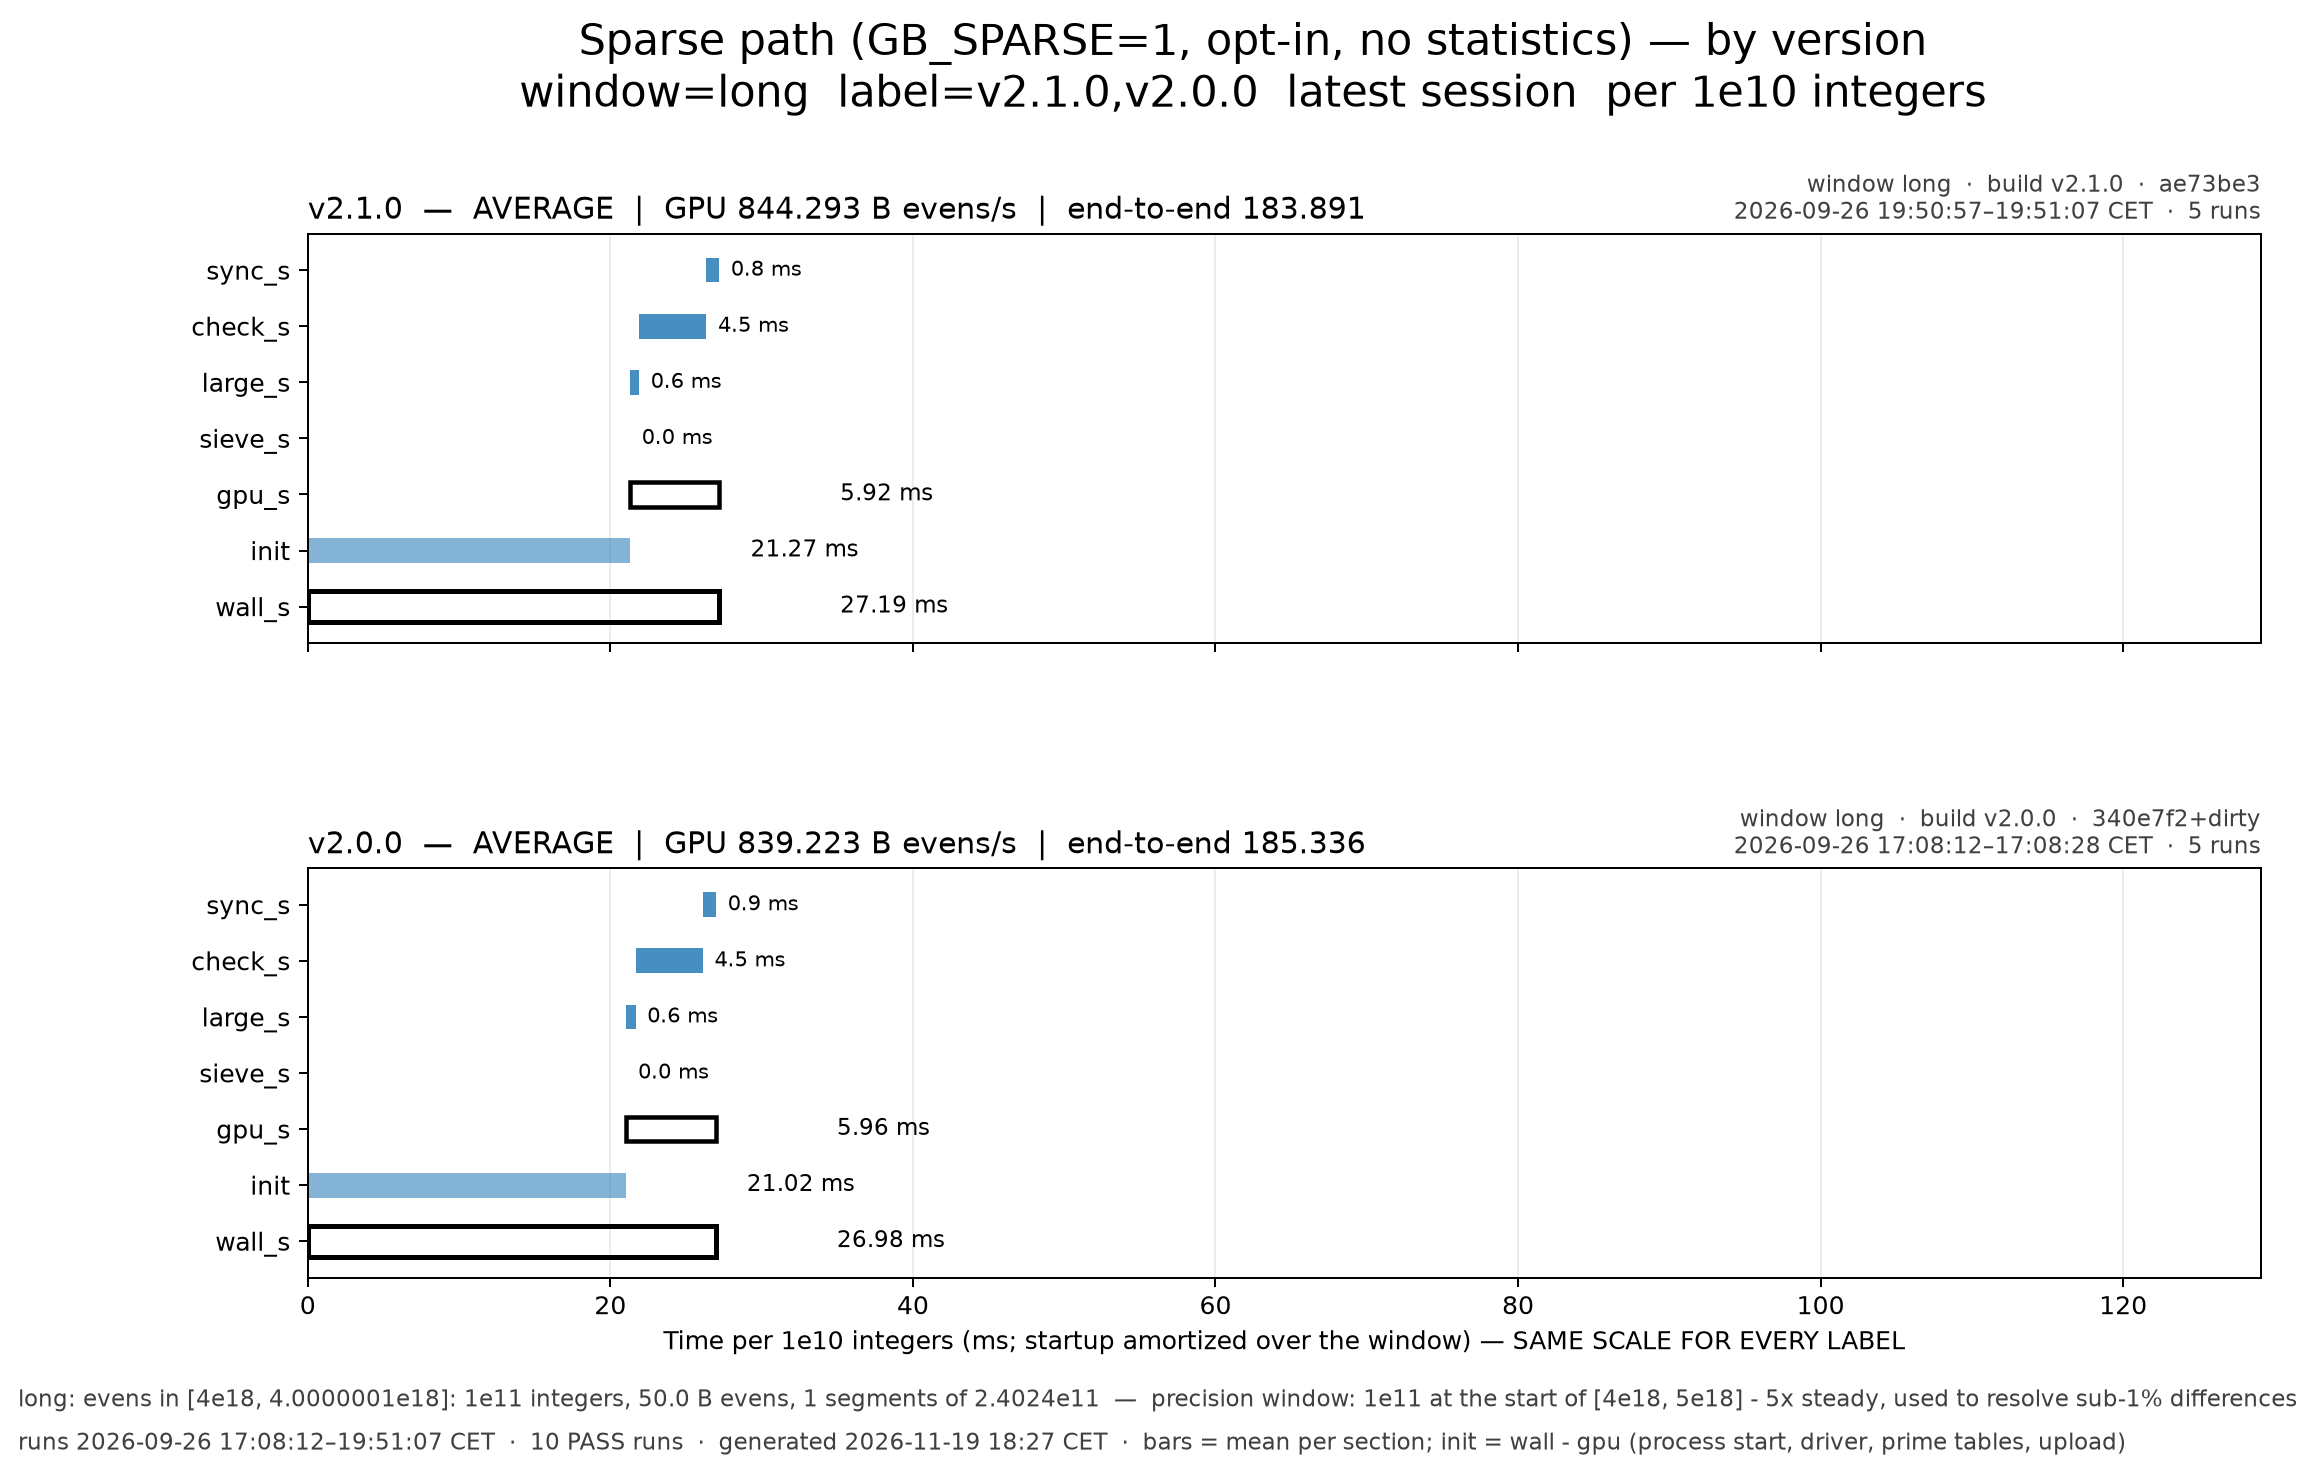 Sparse path (GB_SPARSE=1, opt-in, no statistics) — by version
window=long  label=v2.1.0,v2.0.0  latest session  per 1e10 integers
window long · build v2.1.0 · ae73be3
v2.1.0 — AVERAGE | GPU 844.293 B evens/s | end-to-end 183.891
2026-09-26 19:50:57–19:51:07 CET · 5 runs
sync_s 0.8 ms
check_s 4.5 ms
large_s 0.6 ms
sieve_s 0.0 ms
gpu_s 5.92 ms
init 21.27 ms
wall_s 27.19 ms
window long · build v2.0.0 · 340e7f2+dirty
v2.0.0 — AVERAGE | GPU 839.223 B evens/s | end-to-end 185.336
2026-09-26 17:08:12–17:08:28 CET · 5 runs
sync_s 0.9 ms
check_s 4.5 ms
large_s 0.6 ms
sieve_s 0.0 ms
gpu_s 5.96 ms
init 21.02 ms
wall_s 26.98 ms
0 20 40 60 80 100 120
Time per 1e10 integers (ms; startup amortized over the window) — SAME SCALE FOR EVERY LABEL
long: evens in [4e18, 4.0000001e18]: 1e11 integers, 50.0 B evens, 1 segments of 2.4024e11 — precision window: 1e11 at the start of [4e18, 5e18] - 5x steady, used to resolve sub-1% differences
runs 2026-09-26 17:08:12–19:51:07 CET · 10 PASS runs · generated 2026-11-19 18:27 CET · bars = mean per section; init = wall - gpu (process start, driver, prime tables, upload)